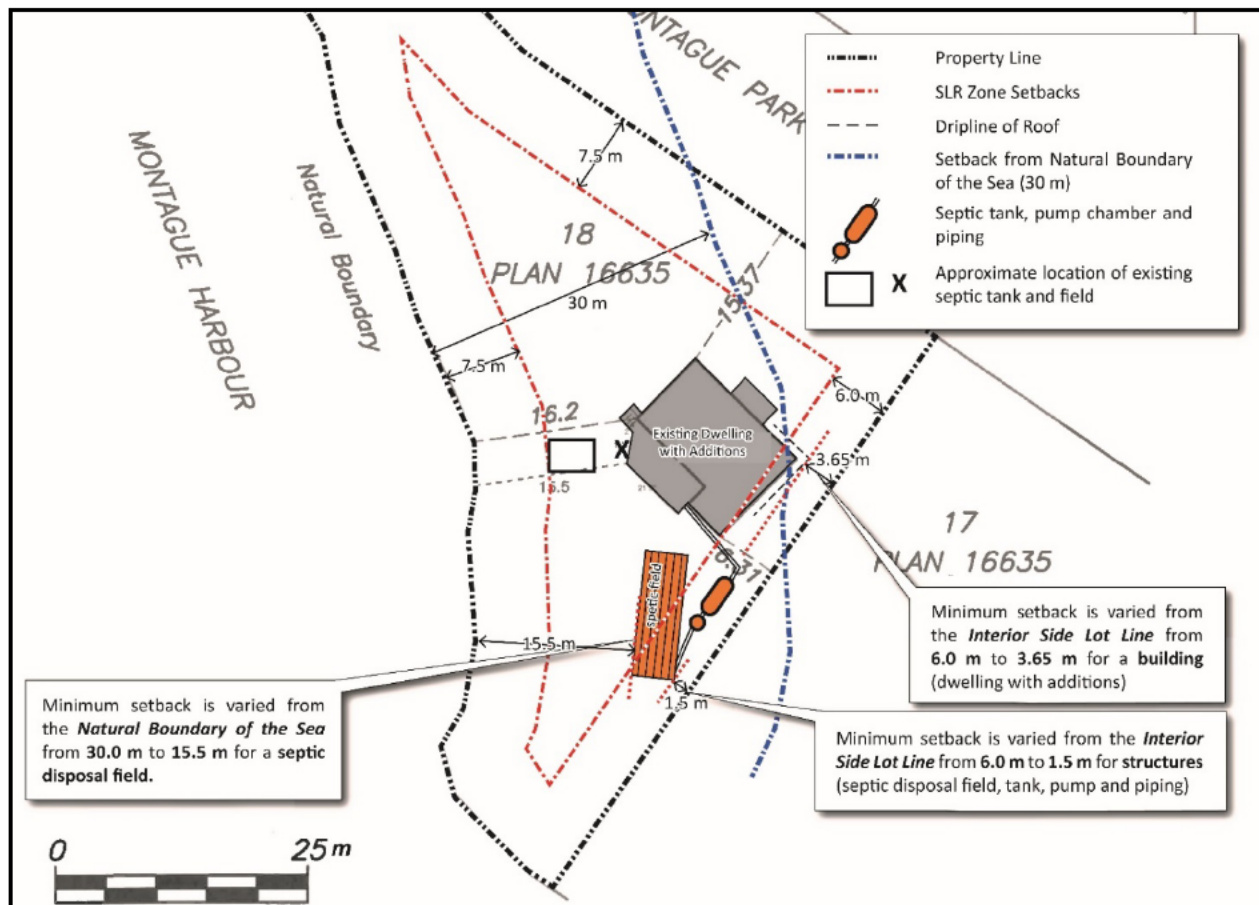 MONTAGUE PARK
Property Line
SLR Zone Setbacks
Dripline of Roof
Setback from Natural Boundary
of the Sea (30 m)
Septic tank, pump chamber and
piping
X
Approximate location of existing
septic tank and field
MONTAGUE HARBOUR
Natural Boundary
7.5 m
18
PLAN 16635
30 m
15.37
7.5 m
6.0 m
16.2
X
Existing Dwelling
with Additions
3.65 m
15.5
17
PLAN 16635
6.31
spetic field
15.5 m
1.5 m
Minimum setback is varied from
the Interior Side Lot Line from
6.0 m to 3.65 m for a building
(dwelling with additions)
Minimum setback is varied from
the Natural Boundary of the Sea
from 30.0 m to 15.5 m for a septic
disposal field.
Minimum setback is varied from the Interior
Side Lot Line from 6.0 m to 1.5 m for structures
(septic disposal field, tank, pump and piping)
0 25 m